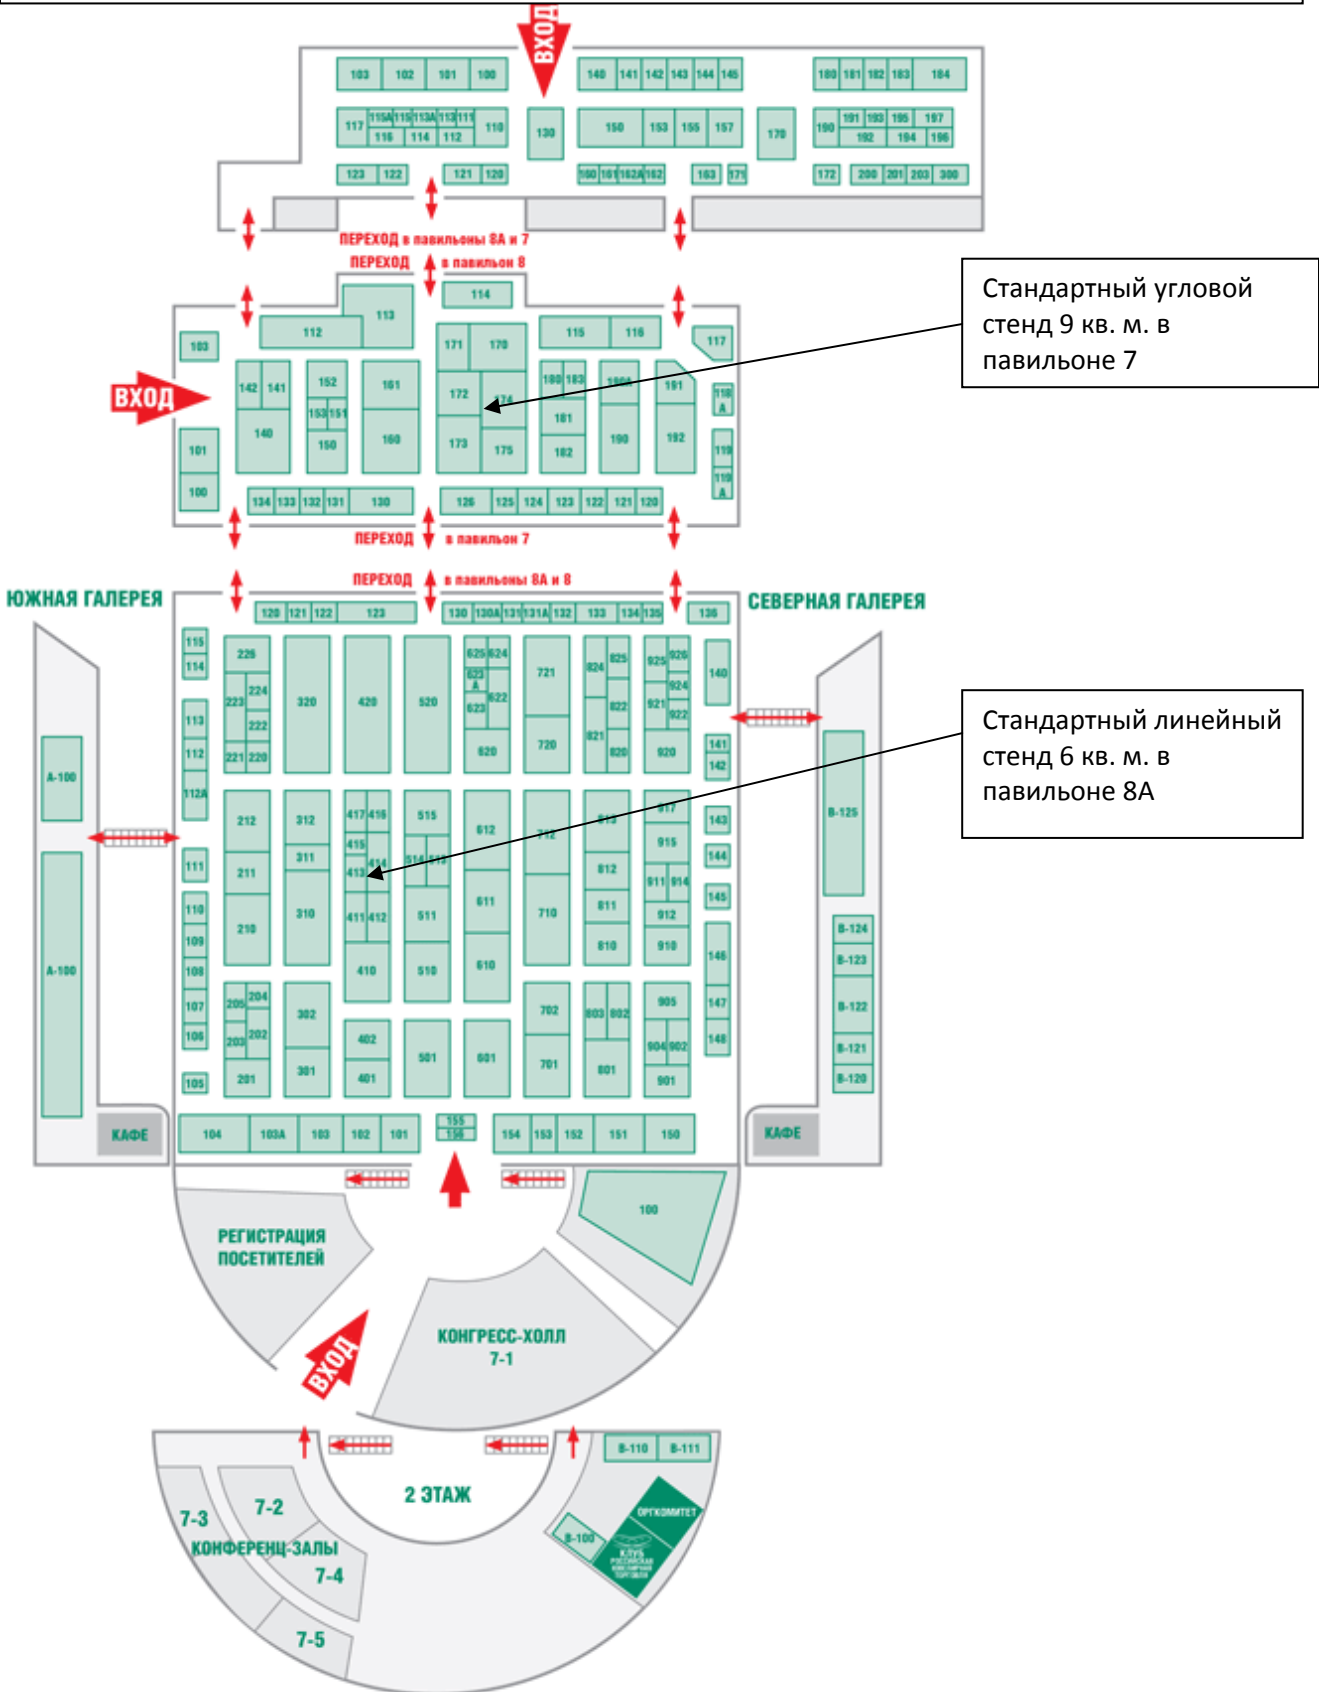 ВХОД
103 102 101 100
140 141 142 143 144 145
180 181 182 183 184
117 115А 115 113А 113 111 110
116 114 112
130
150 153 155 157
170
190 191 193 195 197
192 194 196
123 122
121 120
160 161 162А 162
163 171
172 200 201 203 300
ПЕРЕХОД в павильоны 8А и 7
ПЕРЕХОД в павильон 8
114
113
112
103
171 170
115 116
117
Стандартный угловой
стенд 9 кв. м. в
павильоне 7
ВХОД
142 141
140
152
153 151
150
161
160
172 174
173 175
180 183
181
182
190
191
192
118
А
119
119
А
101
100
134 133 132 131 130
126 125 124 123 122 121 120
ПЕРЕХОД в павильон 7
ПЕРЕХОД в павильоны 8А и 8
ЮЖНАЯ ГАЛЕРЕЯ
СЕВЕРНАЯ ГАЛЕРЕЯ
120 121 122 123
130 130А 131 131А 132 133 134 135 136
115
114
113
112
112А
111
110
109
108
107
106
105
226
223 224
222
221 220
320
420
520
625 624
623
А
622
623
620
721
720
824 825
822
821 820
925 926
924
921 922
920
140
141
142
143
144
145
146
147
148
Стандартный линейный
стенд 6 кв. м. в
павильоне 8А
А-100
А-100
В-125
В-124
В-123
В-122
В-121
В-120
212
211
210
312
311
310
417 416
415
414
413
411 412
410
515
514 513
511
510
612
611
610
712
710
813
812
811
810
917
915
911 914
912
910
205 204
203 202
201
302
301
402
401
501
601
702
701
803 802
801
905
904 902
901
КАФЕ
104 103А 103 102 101
155
156
154 153 152 151 150
КАФЕ
100
РЕГИСТРАЦИЯ
ПОСЕТИТЕЛЕЙ
КОНГРЕСС-ХОЛЛ
7-1
ВХОД
В-110 В-111
2 ЭТАЖ
7-2
7-3
КОНФЕРЕНЦ-ЗАЛЫ
7-4
7-5
ОРГКОМИТЕТ
В-100
КЛУБ
РОССИЙСКАЯ
ЮВЕЛИРНАЯ
ТОРГОВЛЯ